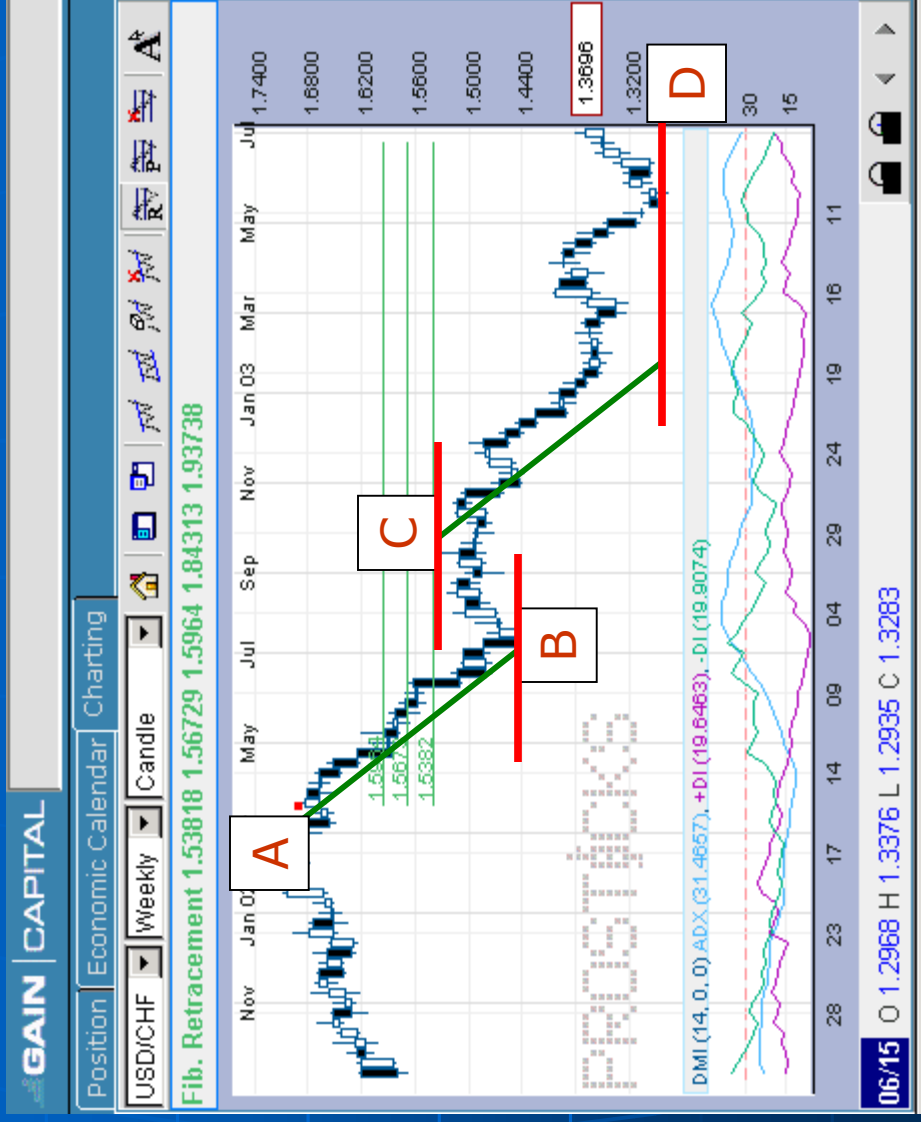 GAIN | CAPITAL
Position Economic Calendar Charting
USD/CHF Weekly Candle
Fib. Retracement 1.53818 1.56729 1.5964 1.84313 1.93738
Nov Jan 02 May Jul Sep Nov Jan 03 Mar May Jul
1.7400
1.6800
1.6200
1.5600
1.5000
1.4400
1.3696
1.3200
A
1.5382
C
B
D
PROSTICKS
DMI (14, 0, 0) ADX (31.4657), +DI (19.6463), -DI (19.9074)
30
15
28 23 17 14 09 04 29 24 19 16 11
06/15 O 1.2968 H 1.3376 L 1.2935 C 1.3283